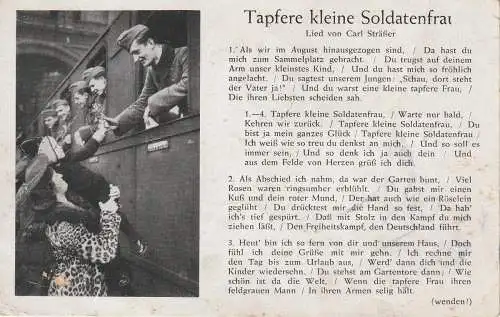 Tapfere kleine Soldatenfrau
Lied von Carl Sträßer
1. Als wir im August hinausgezogen sind, / Da hast du
mich zum Sammelplatz gebracht. / Du trugst auf deinem
Arm unser kleinstes Kind, / Und du hast mich so fröhlich
angelacht. / Du sagtest unserem Jungen: „Schau, dort steht
der Vater ja!" / Und du warst eine tapfere Frau, /
Die ihren Liebsten scheiden sah.
1.—4. Tapfere kleine Soldatenfrau, / Warte nur bald, /
Kehren wir zurück. / Tapfere kleine Soldatenfrau, / Du
bist ja mein ganzes Glück / Tapfere kleine Soldatenfrau /
Ich weiß wie so treu du denkst an mich. / Und so soll es
immer sein, / Und so denk ich ja auch dein / Und
aus dem Felde von Herzen grüß ich dich.
2. Als Abschied ich nahm, da war der Garten bunt, / Viel
Rosen waren ringsumher erblühlt. / Du gabst mir einen
Kuß und dein roter Mund, / Der hat auch wie ein Röselein
geglüht / Du drücktest mir die Hand so fest, / Da hab'
ich's tief gespürt. / Daß mit Stolz in den Kampf du mich
ziehen läßt, / Den Freiheitskampf, den Deutschland führt.
3. Heut' bin ich so fern von dir und unserem Haus, / Doch
fühl ich deine Grüße mit mir gehn. / Ich rechne mir
den Tag bis zum Urlaub aus, / Werd' dann dich und die
Kinder wiedersehn. / Du stehst am Gartentore dann; / Wie
schön ist da die Welt, / Wenn die tapfere Frau ihren
feldgrauen Mann / In ihren Armen selig hält.
(wenden!)